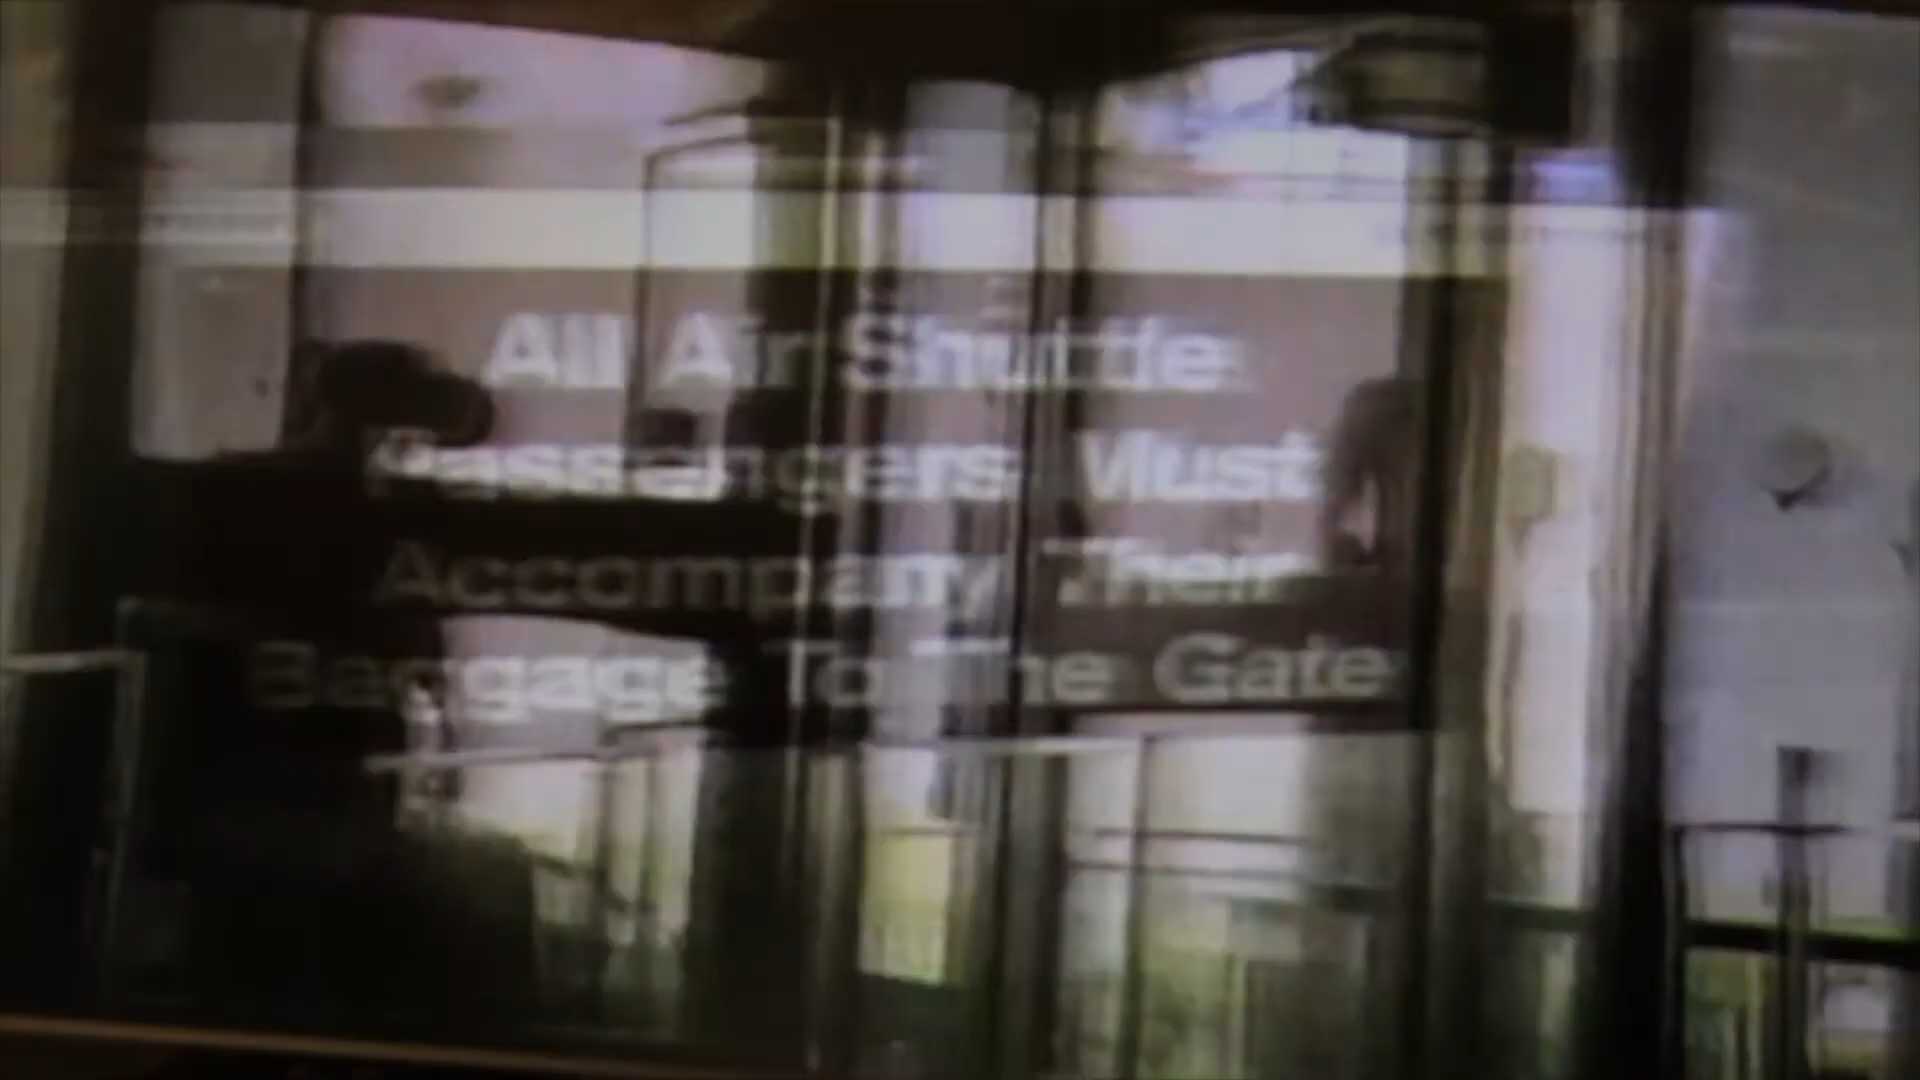 All Air Shuttle
Passengers Must
Accompany Their
Baggage To The Gate